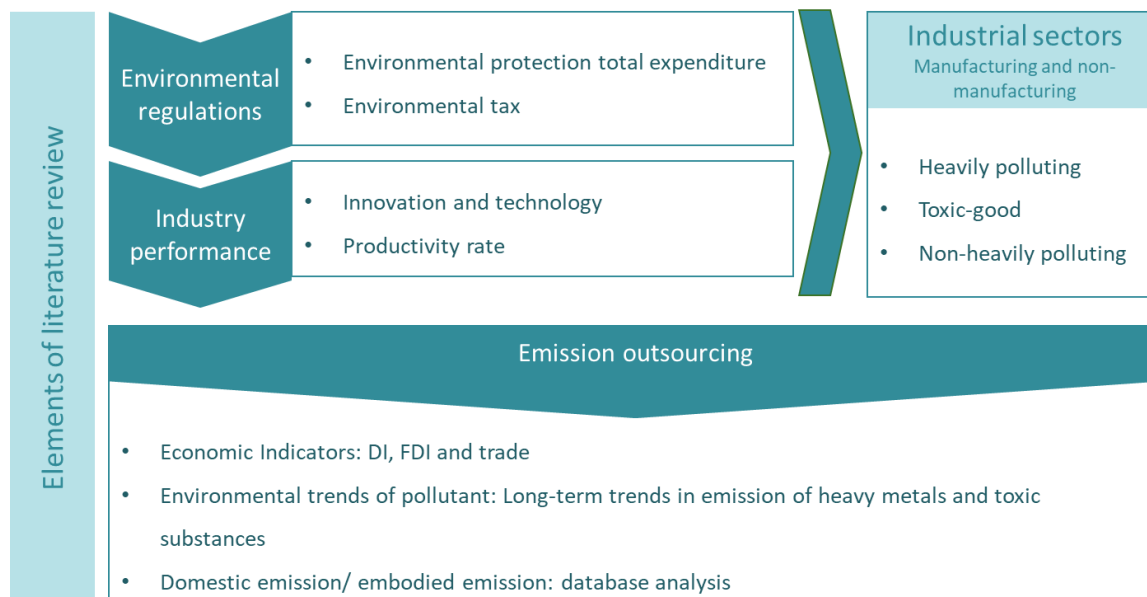 Elements of literature review
Environmental
regulations
• Environmental protection total expenditure
• Environmental tax
Industry
performance
• Innovation and technology
• Productivity rate
Industrial sectors
Manufacturing and non-
manufacturing
• Heavily polluting
• Toxic-good
• Non-heavily polluting
Emission outsourcing
• Economic Indicators: DI, FDI and trade
• Environmental trends of pollutant: Long-term trends in emission of heavy metals and toxic
substances
• Domestic emission/ embodied emission: database analysis